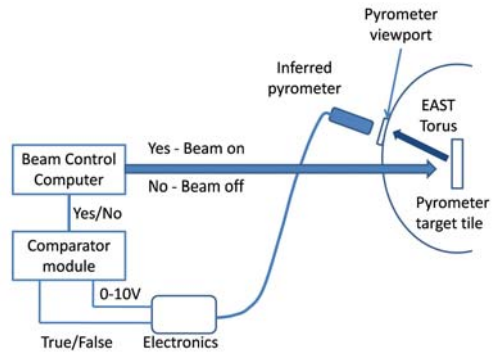 Pyrometer
viewport
Inferred
pyrometer
EAST
Torus
Yes - Beam on
Beam Control
Computer
No - Beam off
Pyrometer
target tile
Yes/No
Comparator
module
0-10V
True/False
Electronics